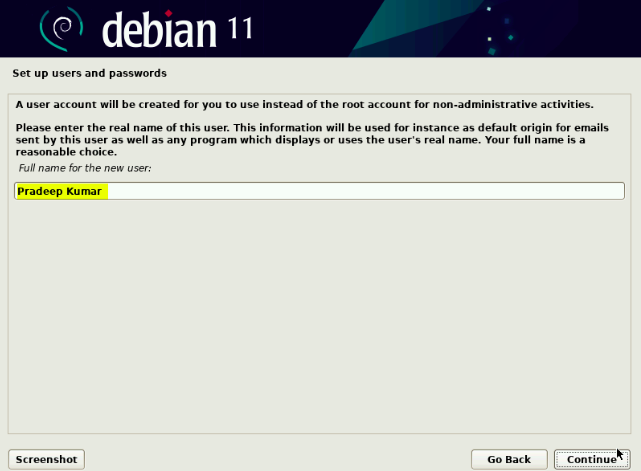 debian 11
Set up users and passwords
A user account will be created for you to use instead of the root account for non-administrative activities.
Please enter the real name of this user. This information will be used for instance as default origin for emails
sent by this user as well as any program which displays or uses the user's real name. Your full name is a
reasonable choice.
Full name for the new user:
Pradeep Kumar
Screenshot
Go Back
Continue